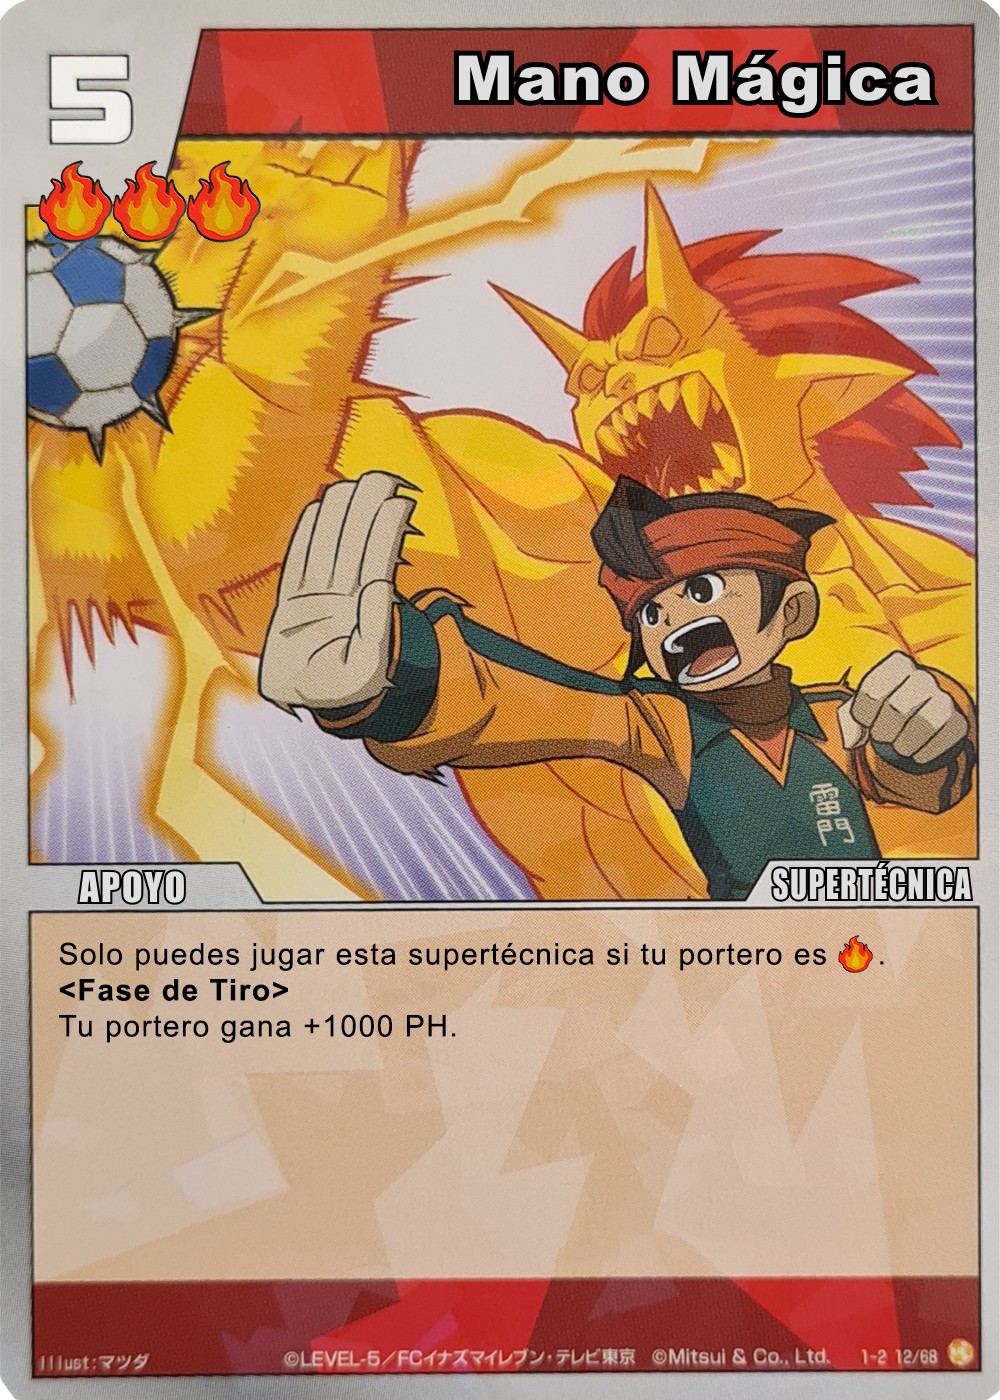 5
Mano Mágica
雷門
APOYO
SUPERTÉCNICA
Solo puedes jugar esta supertécnica si tu portero es .
<Fase de Tiro>
Tu portero gana +1000 PH.
Illust:マツダ
©LEVEL-5／FCイナズマイレブン・テレビ東京 ©Mitsui & Co., Ltd. 1-2 12/68